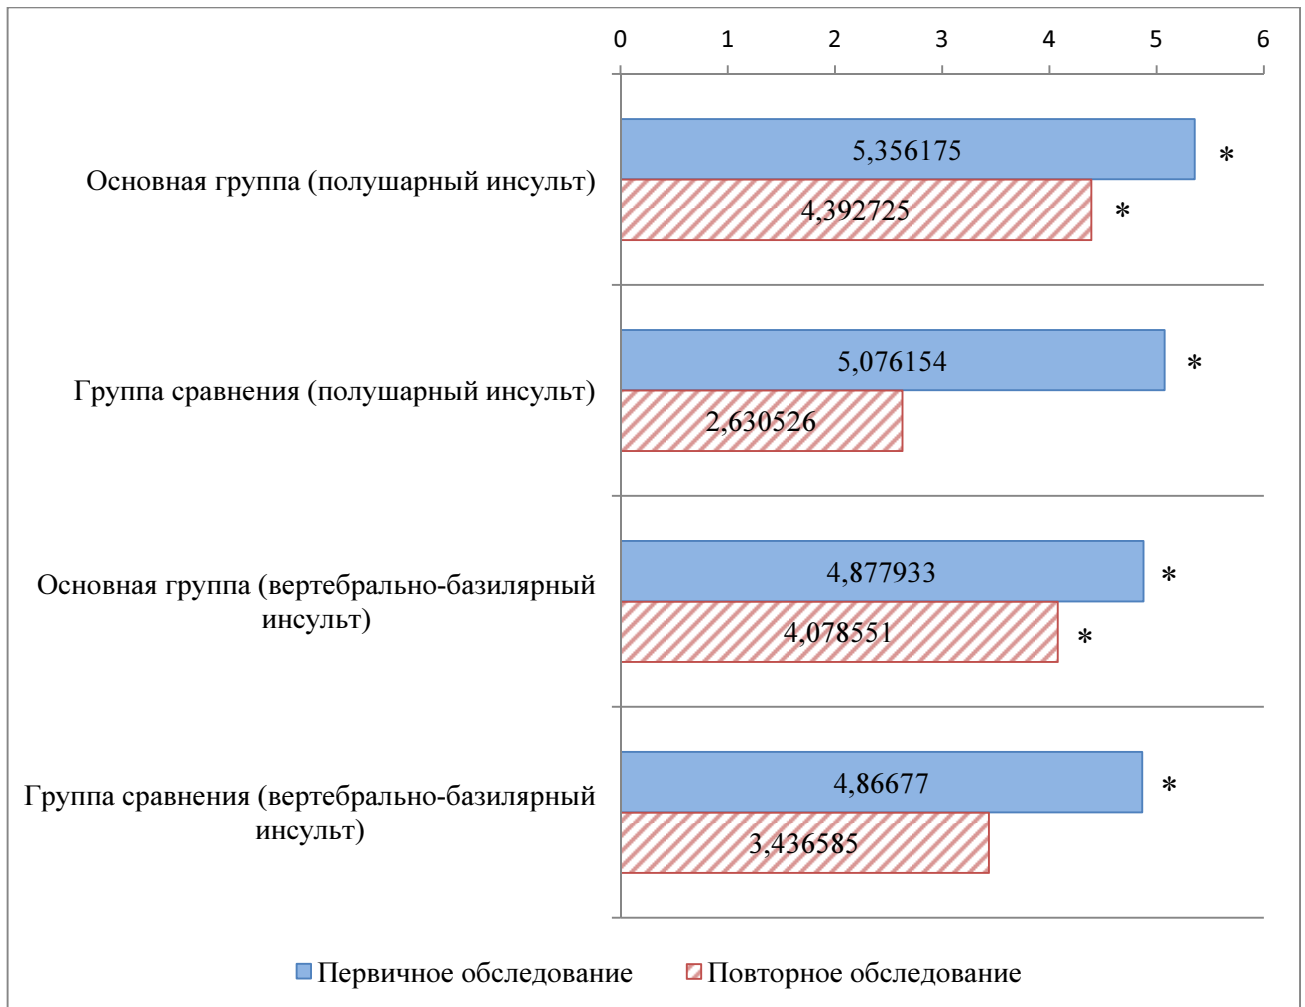 0 1 2 3 4 5 6
5,356175 *
Основная группа (полушарный инсульт)
4,392725 *
5,076154 *
Группа сравнения (полушарный инсульт)
2,630526
4,877933 *
Основная группа (вертебрально-базилярный
инсульт)
4,078551 *
4,86677 *
Группа сравнения (вертебрально-базилярный
инсульт)
3,436585
Первичное обследование Повторное обследование